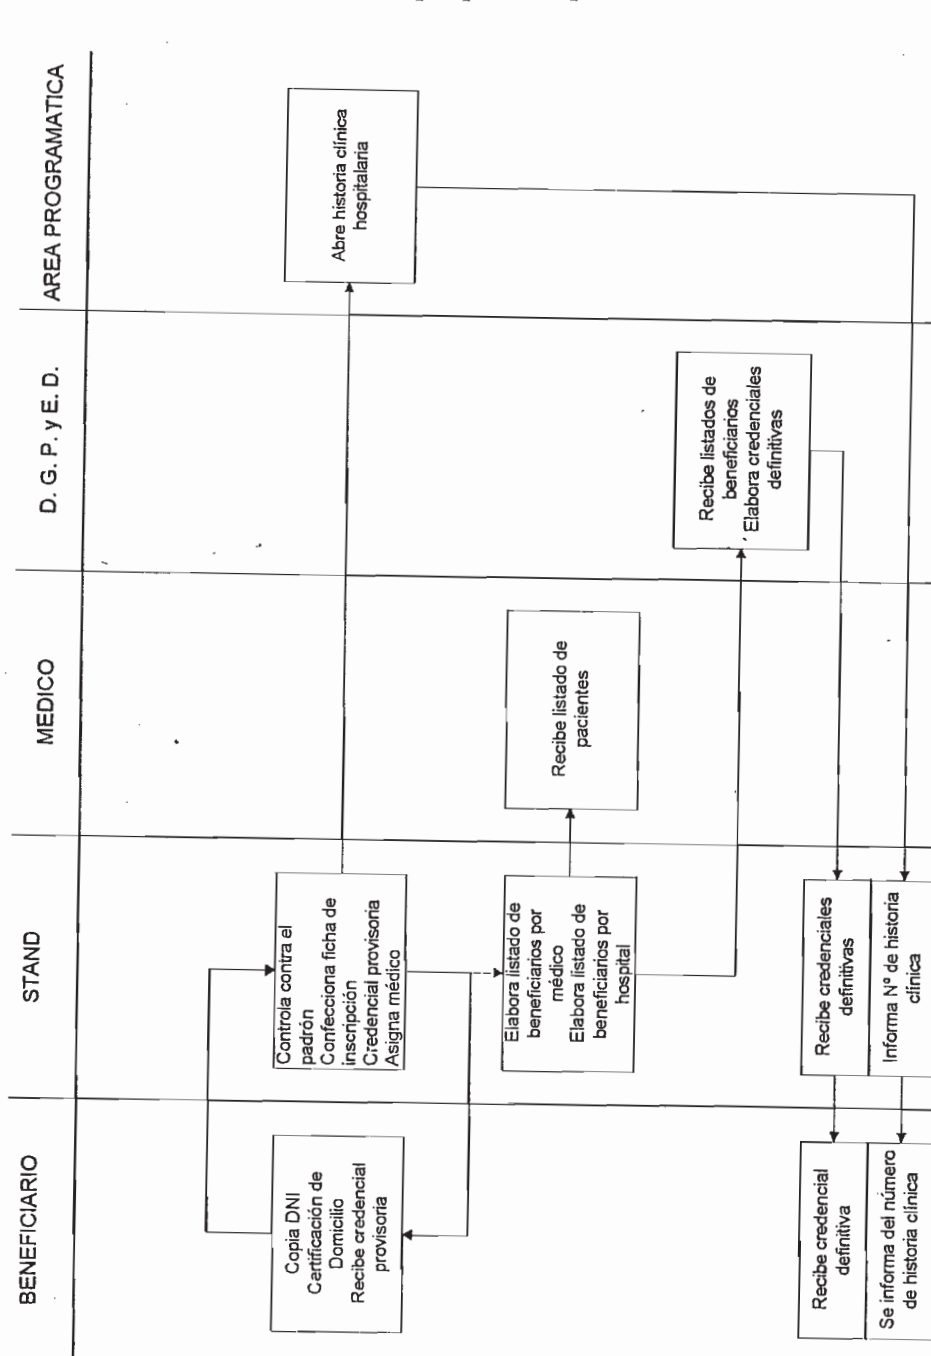 BENEFICIARIO
STAND
MEDICO
D. G. P. y E. D.
AREA PROGRAMATICA
Copia DNI
Certificación de
Domicilio
Recibe credencial
provisoria
Controla contra el
padrón
Confecciona ficha de
inscripción
Credencial provisoria
Asigna médico
Abre historia clínica
hospitalaria
Elabora listado de
beneficiarios por
médico
Elabora listado de
beneficiarios por
hospital
Recibe listado de
pacientes
Recibe listados de
beneficiarios
Elabora credenciales
definitivas
Recibe credencial
definitiva
Recibe credenciales
definitivas
Se informa del número
de historia clínica
Informa Nº de historia
clínica